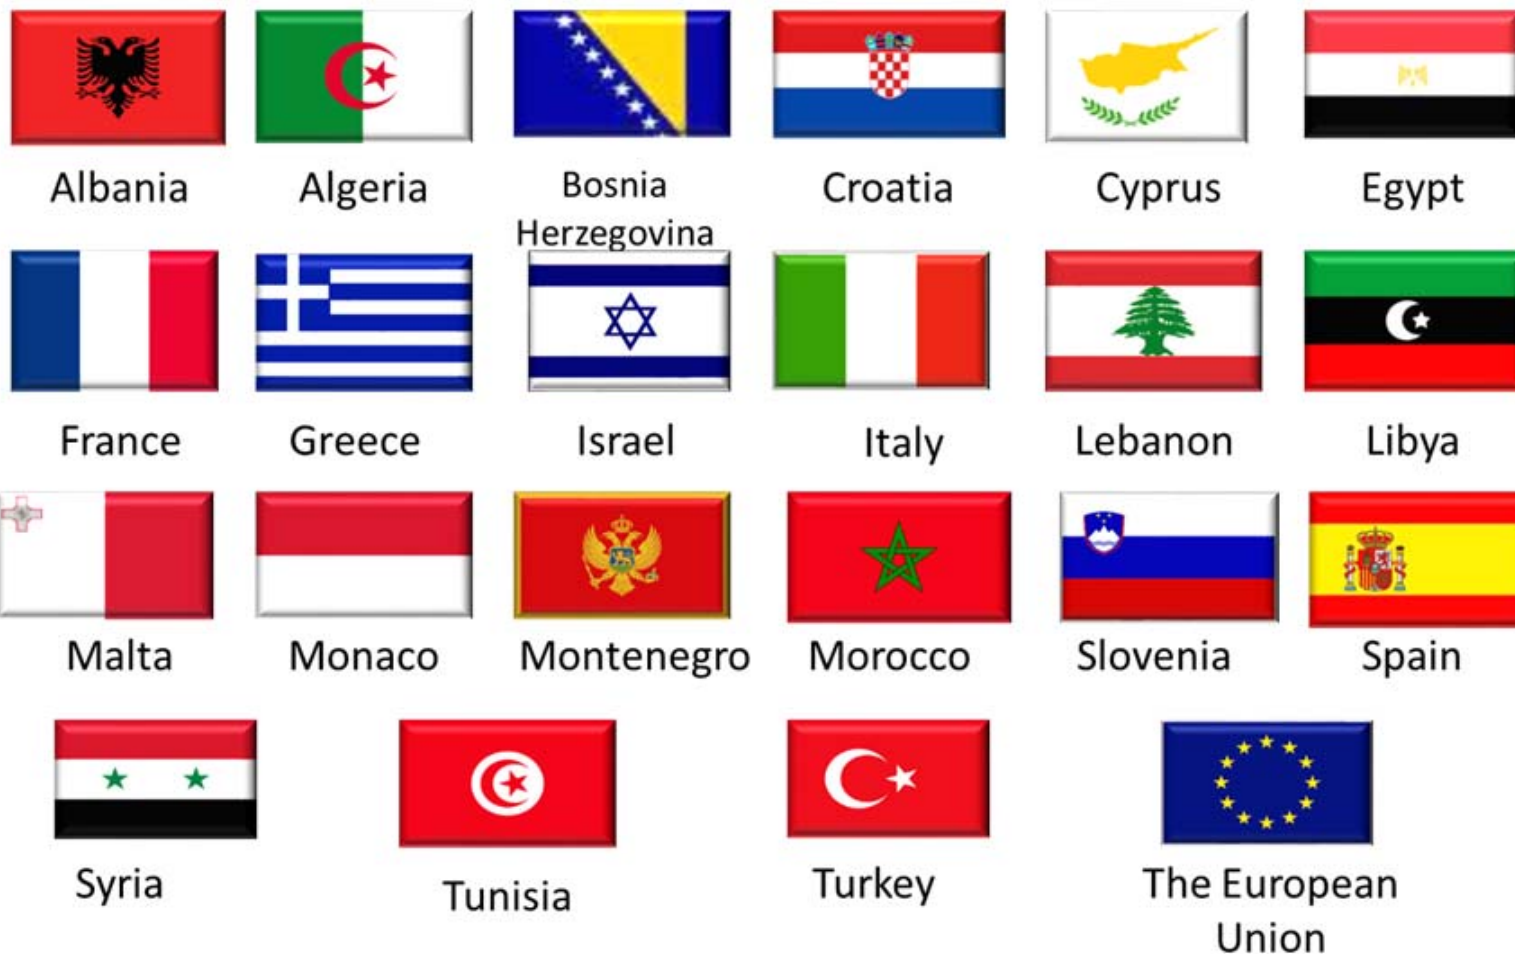 Albania
Algeria
Bosnia
Herzegovina
Croatia
Cyprus
Egypt
France
Greece
Israel
Italy
Lebanon
Libya
Malta
Monaco
Montenegro
Morocco
Slovenia
Spain
Syria
Tunisia
Turkey
The European
Union